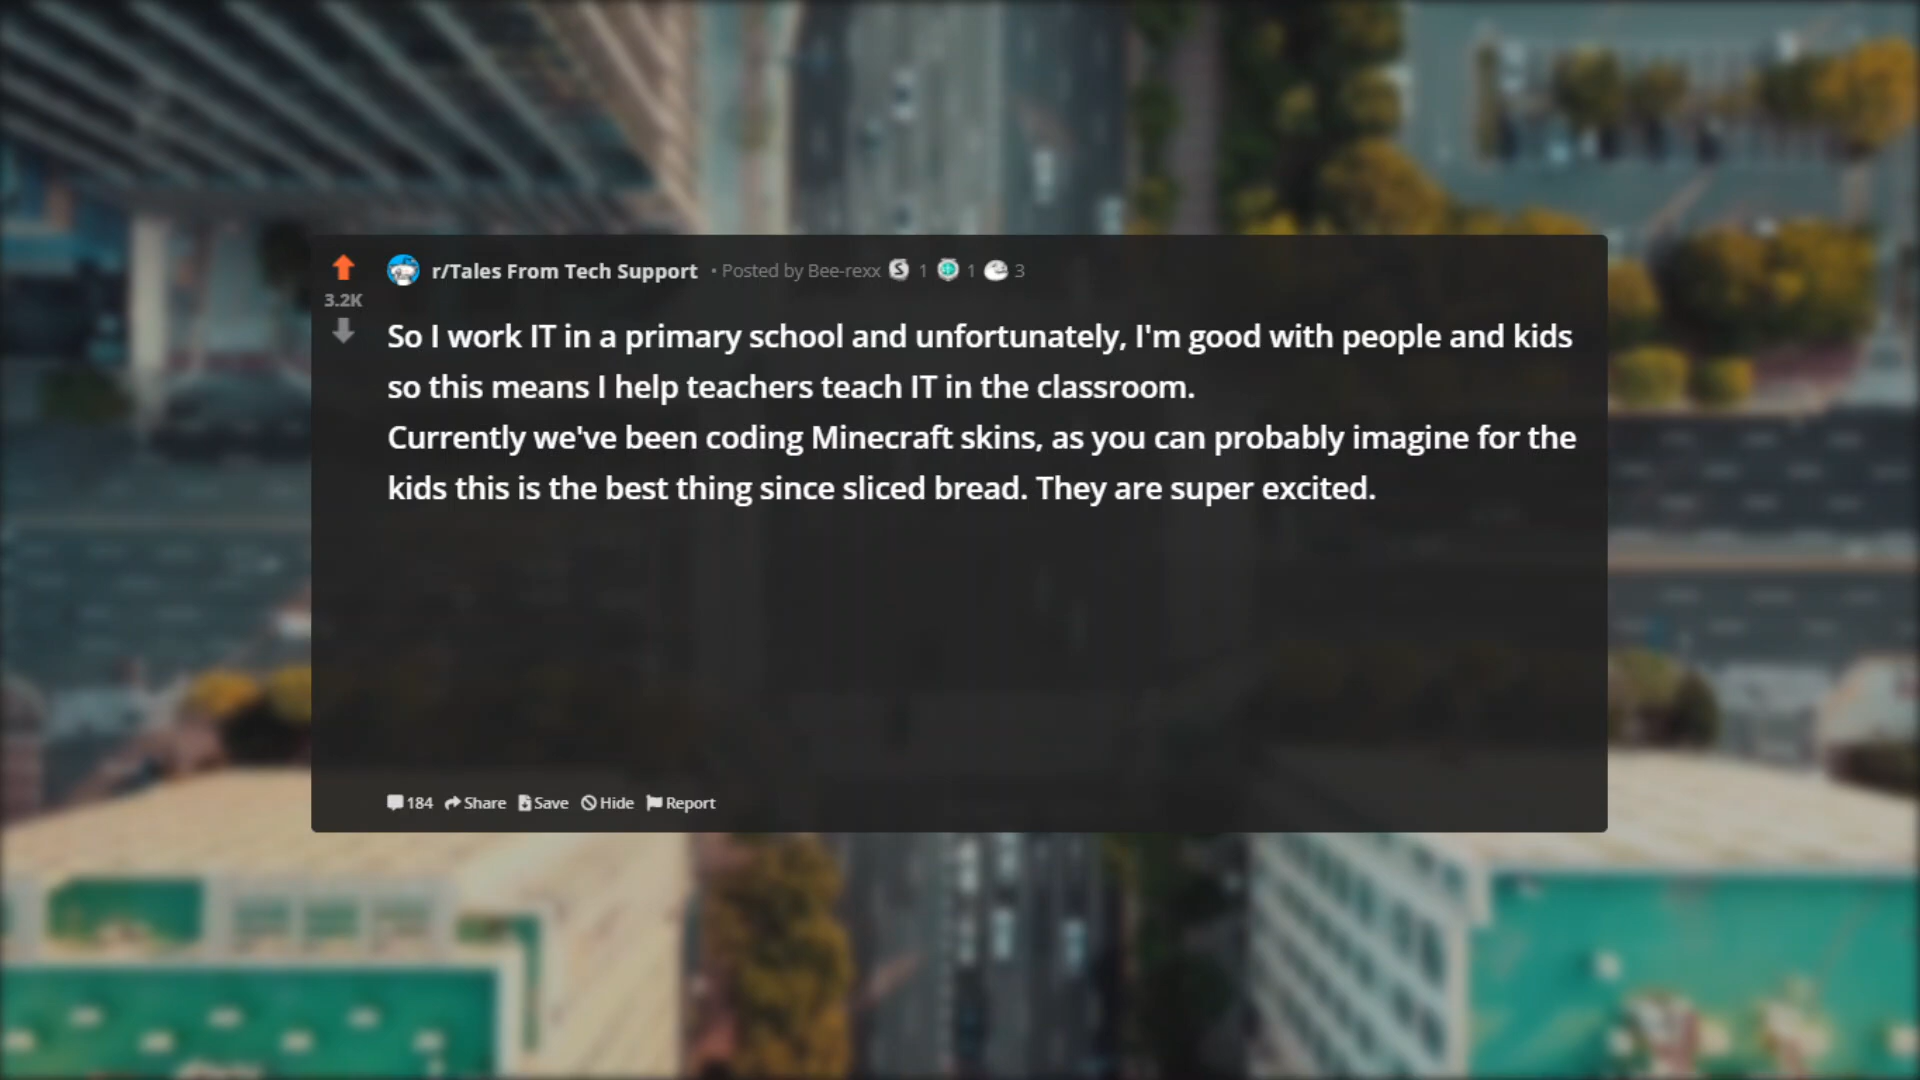 r/Tales From Tech Support • Posted by Bee-rexx 1 1 3
3.2K
So I work IT in a primary school and unfortunately, I'm good with people and kids
so this means I help teachers teach IT in the classroom.
Currently we've been coding Minecraft skins, as you can probably imagine for the
kids this is the best thing since sliced bread. They are super excited.
184 Share Save Hide Report